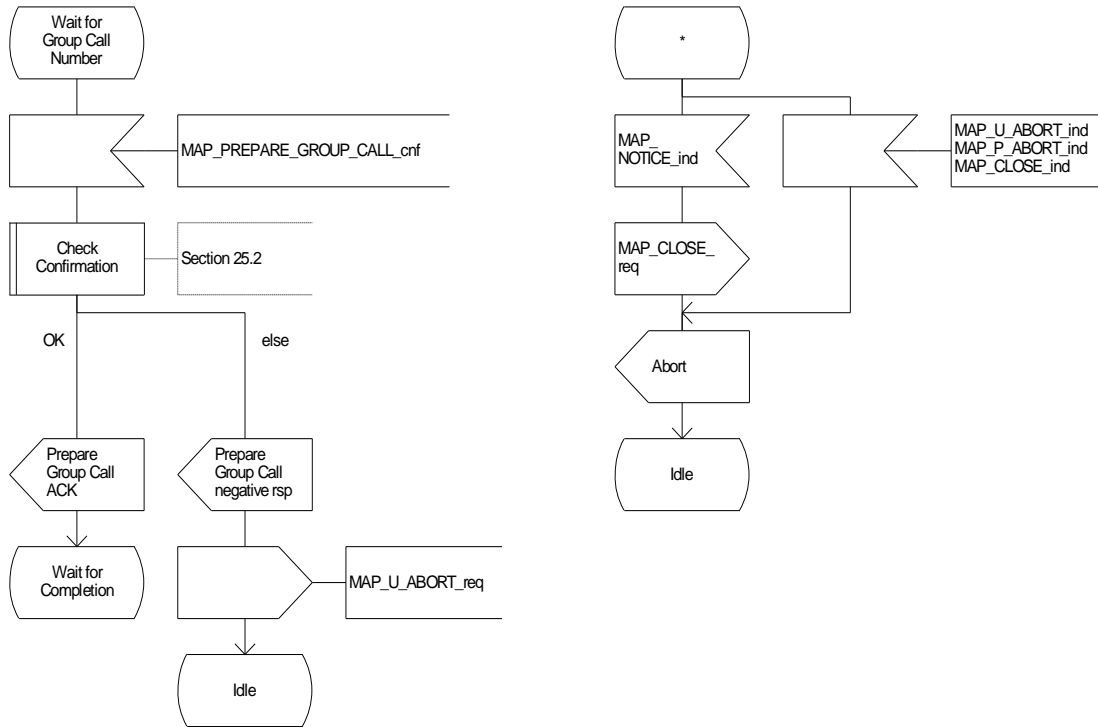 Wait for
Group Call
Number
MAP_PREPARE_GROUP_CALL_cnf
Check
Confirmation
Section 25.2
OK
else
Prepare
Group Call
ACK
Prepare
Group Call
negative rsp
Wait for
Completion
MAP_U_ABORT_req
Idle
*
MAP_
NOTICE_ind
MAP_U_ABORT_ind
MAP_P_ABORT_ind
MAP_CLOSE_ind
MAP_CLOSE_
req
Abort
Idle